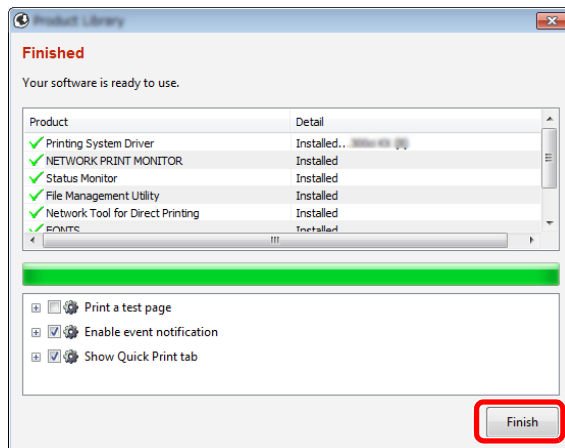 Product Library
Finished
Your software is ready to use.
Product Detail
Printing System Driver Installed..
NETWORK PRINT MONITOR Installed
Status Monitor Installed
File Management Utility Installed
Network Tool for Direct Printing Installed
FONTS Installed
Print a test page
Enable event notification
Show Quick Print tab
Finish